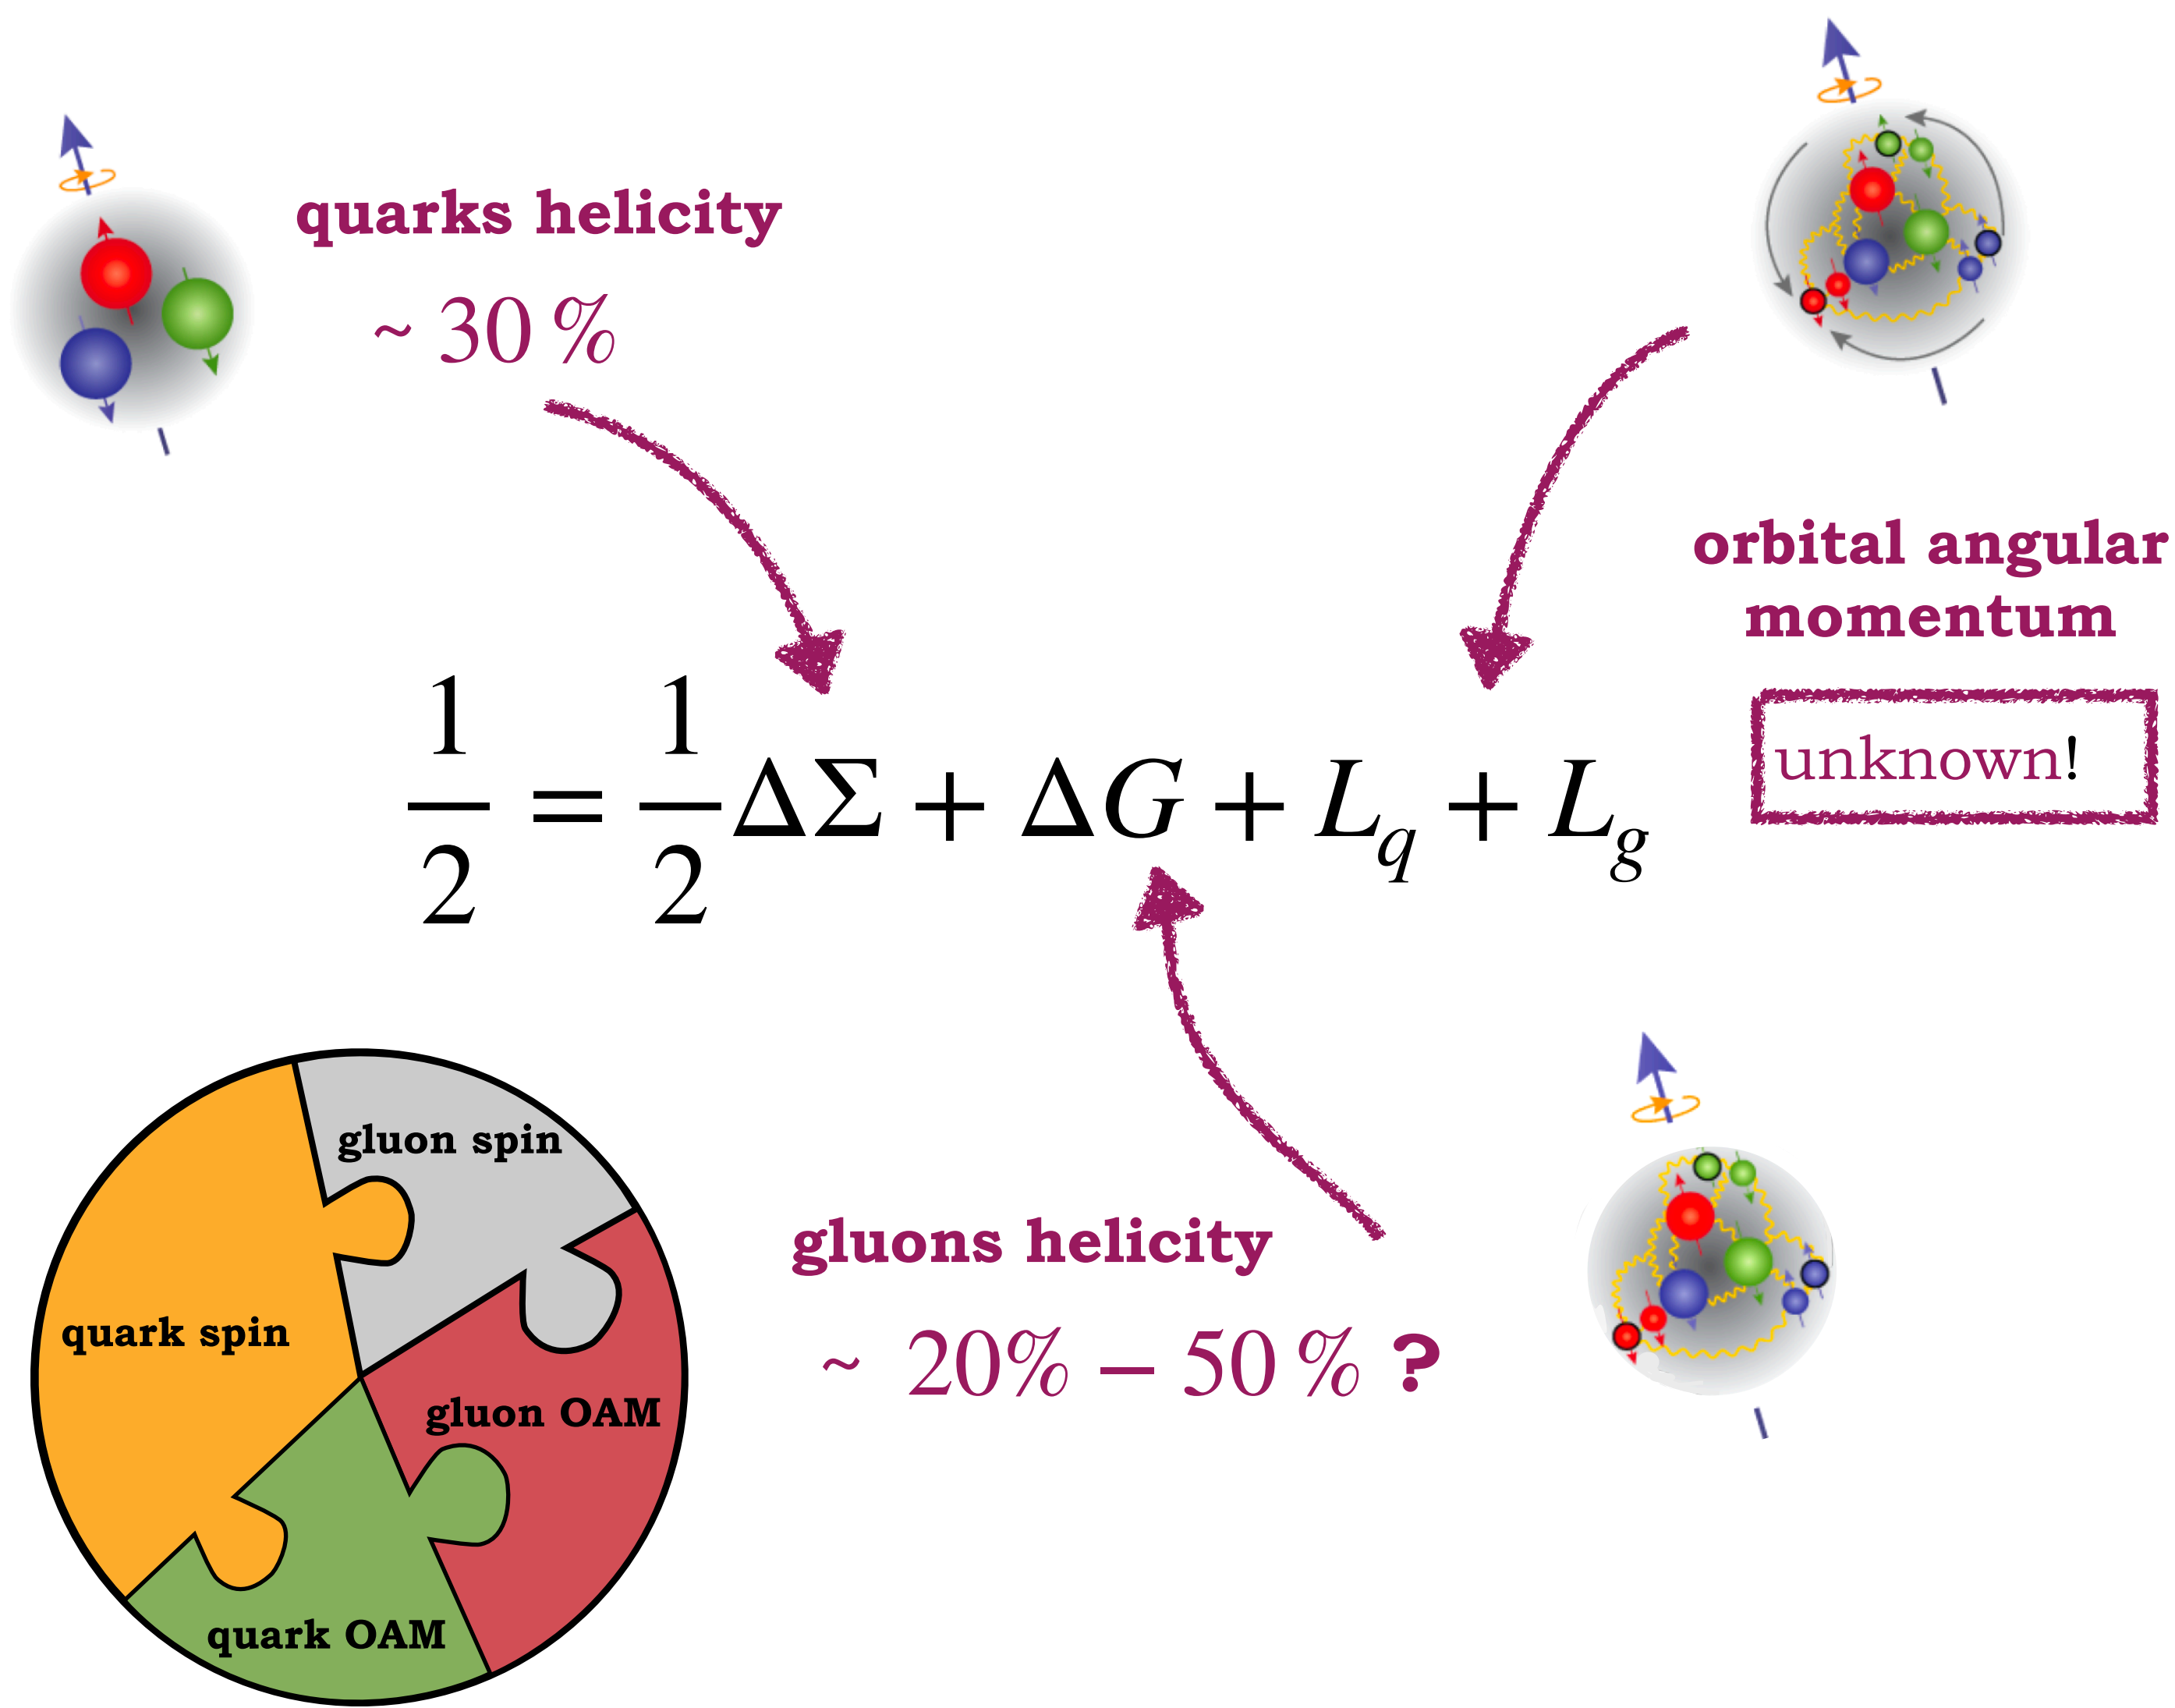 quarks helicity
~ 30 %
orbital angular
momentum
unknown!
1/2 = 1/2 ΔΣ + ΔG + L_q + L_g
gluons helicity
~ 20% – 50 % ?
gluon spin
quark spin
gluon OAM
quark OAM